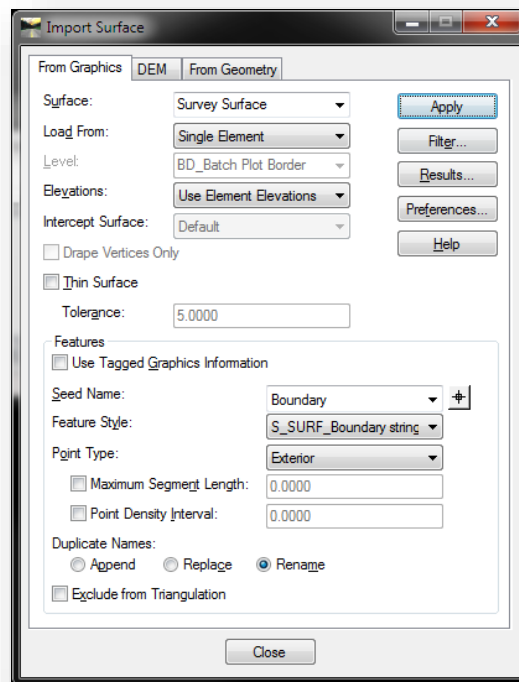 Import Surface
From Graphics DEM From Geometry
Surface: Survey Surface Apply
Load From: Single Element Filter...
Level: BD_Batch Plot Border Results...
Elevations: Use Element Elevations Preferences...
Intercept Surface: Default Help
Drape Vertices Only
Thin Surface
Tolerance: 5.0000
Features
Use Tagged Graphics Information
Seed Name: Boundary
Feature Style: S_SURF_Boundary string
Point Type: Exterior
Maximum Segment Length: 0.0000
Point Density Interval: 0.0000
Duplicate Names:
Append Replace Rename
Exclude from Triangulation
Close